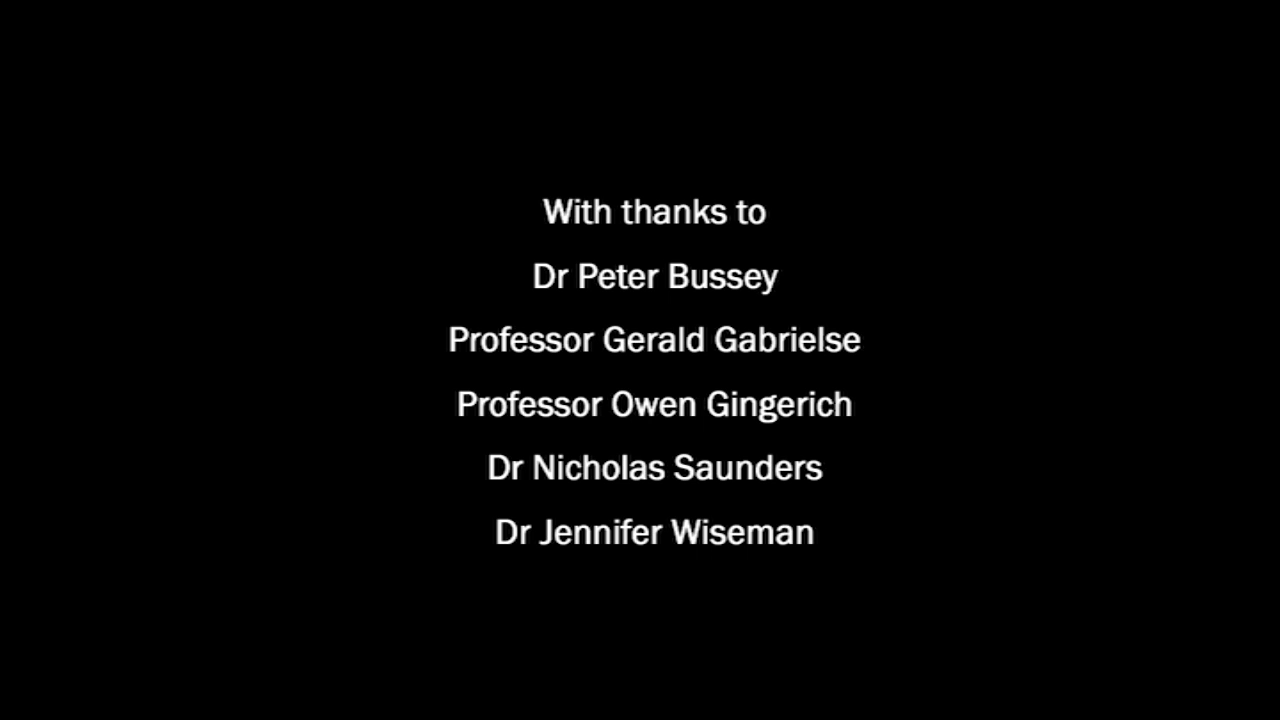 With thanks to
Dr Peter Bussey
Professor Gerald Gabrielse
Professor Owen Gingerich
Dr Nicholas Saunders
Dr Jennifer Wiseman